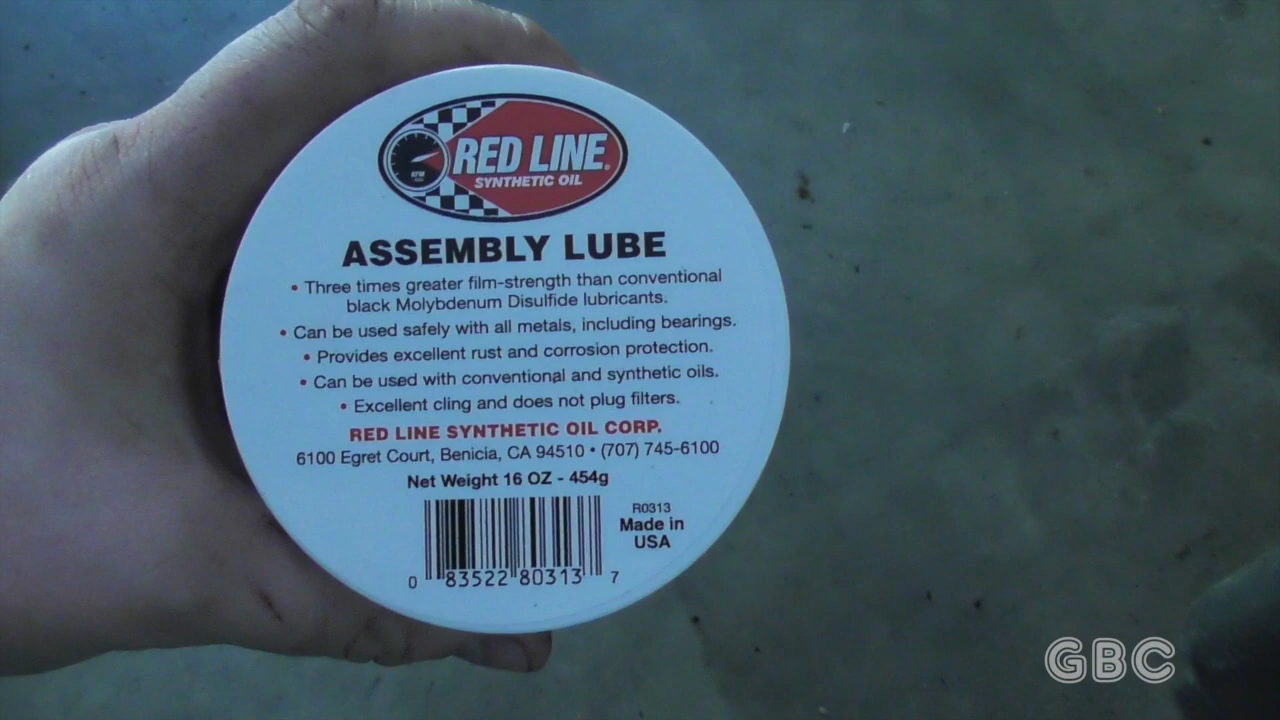 RED LINE®
SYNTHETIC OIL
RPM
ASSEMBLY LUBE
• Three times greater film-strength than conventional
black Molybdenum Disulfide lubricants.
• Can be used safely with all metals, including bearings.
• Provides excellent rust and corrosion protection.
• Can be used with conventional and synthetic oils.
• Excellent cling and does not plug filters.
RED LINE SYNTHETIC OIL CORP.
6100 Egret Court, Benicia, CA 94510 • (707) 745-6100
Net Weight 16 OZ - 454g
R0313
Made in
USA
0 83522 80313 7
GBC